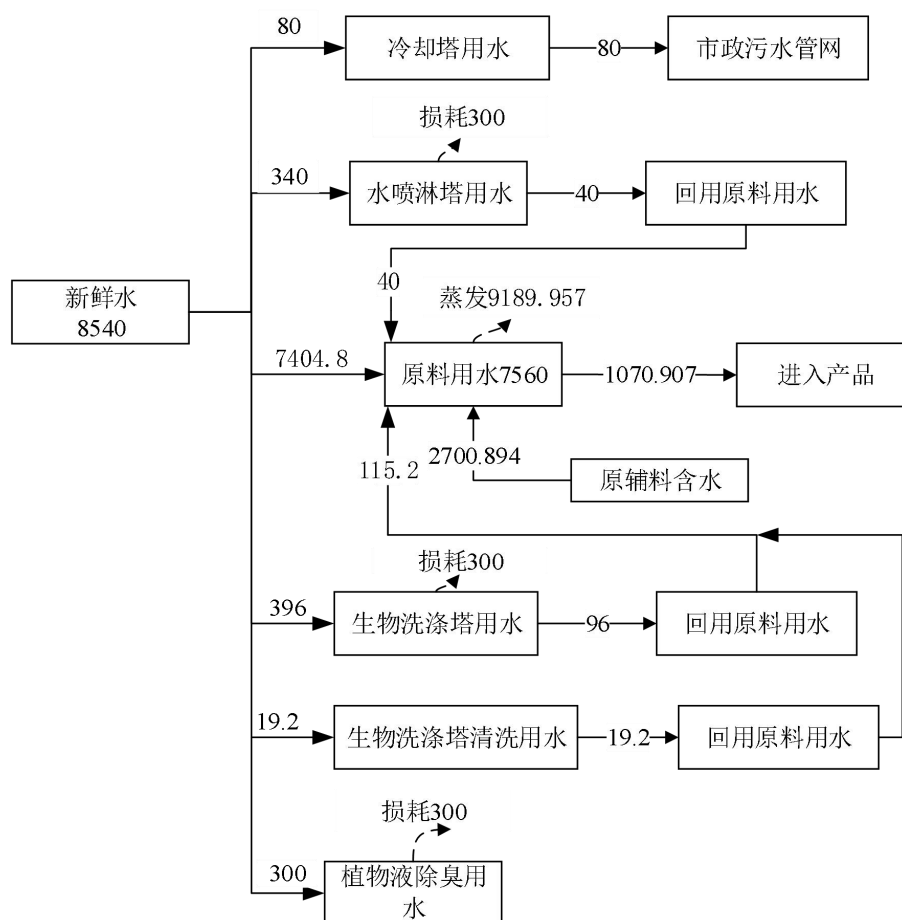 80
冷却塔用水
80
市政污水管网
损耗300
340
水喷淋塔用水
40
回用原料用水
新鲜水
8540
40
蒸发9189.957
7404.8
原料用水7560
1070.907
进入产品
115.2
2700.894
原辅料含水
损耗300
396
生物洗涤塔用水
96
回用原料用水
19.2
生物洗涤塔清洗用水
19.2
回用原料用水
损耗300
300
植物液除臭用
水